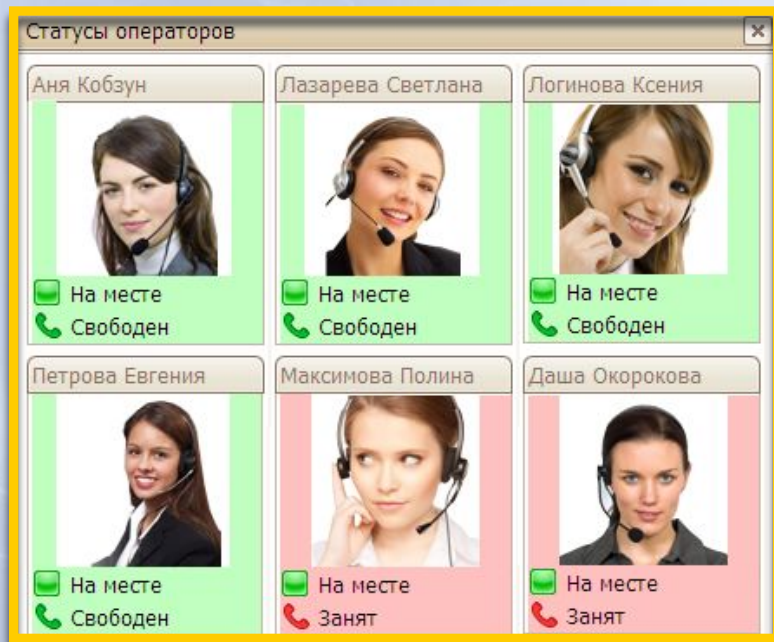 Статусы операторов
Аня Кобзун
Лазарева Светлана
Логинова Ксения
На месте
На месте
На месте
Свободен
Свободен
Свободен
Петрова Евгения
Максимова Полина
Даша Окорокова
На месте
На месте
На месте
Свободен
Занят
Занят